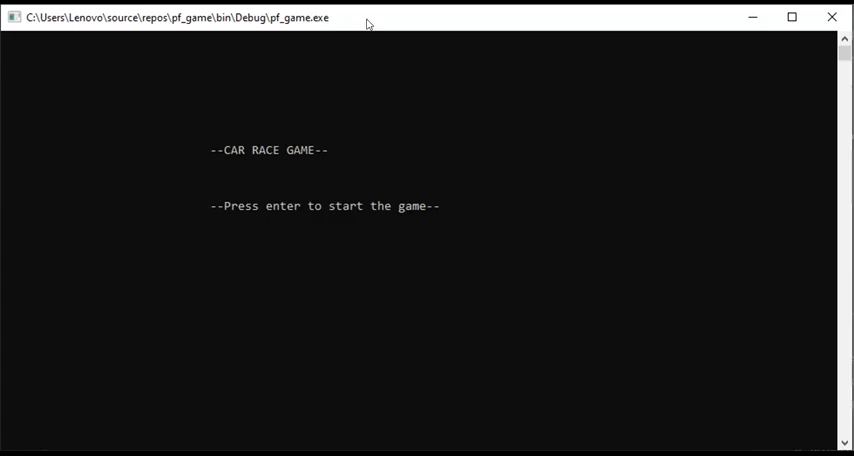 C:\Users\Lenovo\source\repos\pf_game\bin\Debug\pf_game.exe
--CAR RACE GAME--
--Press enter to start the game--